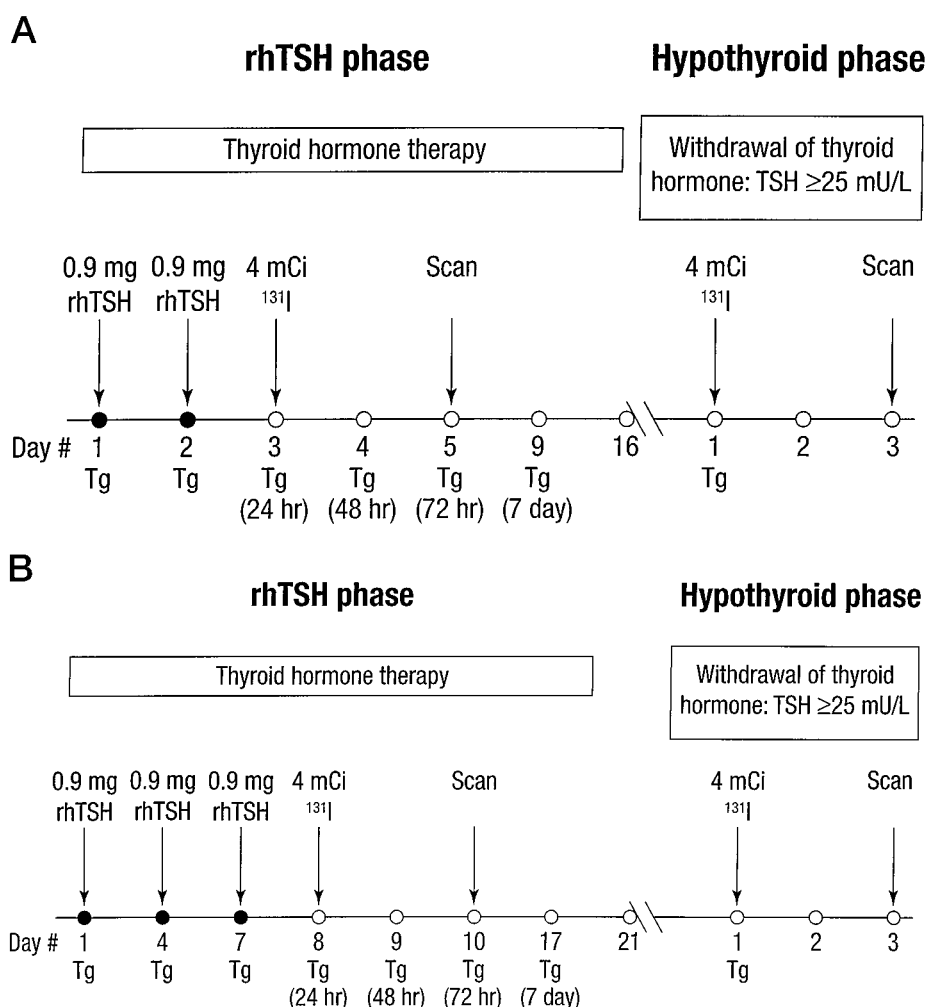 A
rhTSH phase
Hypothyroid phase
Thyroid hormone therapy
Withdrawal of thyroid
hormone: TSH ≥25 mU/L
0.9 mg 0.9 mg 4 mCi Scan 4 mCi Scan
rhTSH rhTSH ¹³¹I ¹³¹I
Day # 1 2 3 4 5 9 16 1 2 3
Tg Tg Tg Tg Tg Tg Tg
(24 hr) (48 hr) (72 hr) (7 day)
B
rhTSH phase
Hypothyroid phase
Thyroid hormone therapy
Withdrawal of thyroid
hormone: TSH ≥25 mU/L
0.9 mg 0.9 mg 0.9 mg 4 mCi Scan 4 mCi Scan
rhTSH rhTSH rhTSH ¹³¹I ¹³¹I
Day # 1 4 7 8 9 10 17 21 1 2 3
Tg Tg Tg Tg Tg Tg Tg Tg
(24 hr) (48 hr) (72 hr) (7 day)